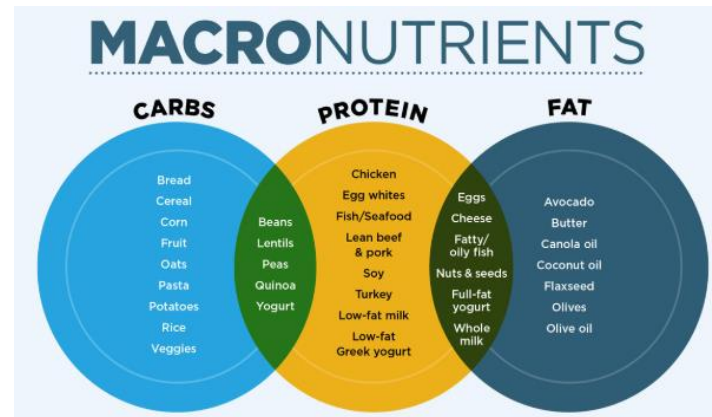 MACRONUTRIENTS
CARBS
PROTEIN
FAT
Bread
Cereal
Corn
Fruit
Oats
Pasta
Potatoes
Rice
Veggies
Beans
Lentils
Peas
Quinoa
Yogurt
Chicken
Egg whites
Fish/Seafood
Lean beef
& pork
Soy
Turkey
Low-fat milk
Low-fat
Greek yogurt
Eggs
Cheese
Fatty/
oily fish
Nuts & seeds
Full-fat
yogurt
Whole
milk
Avocado
Butter
Canola oil
Coconut oil
Flaxseed
Olives
Olive oil